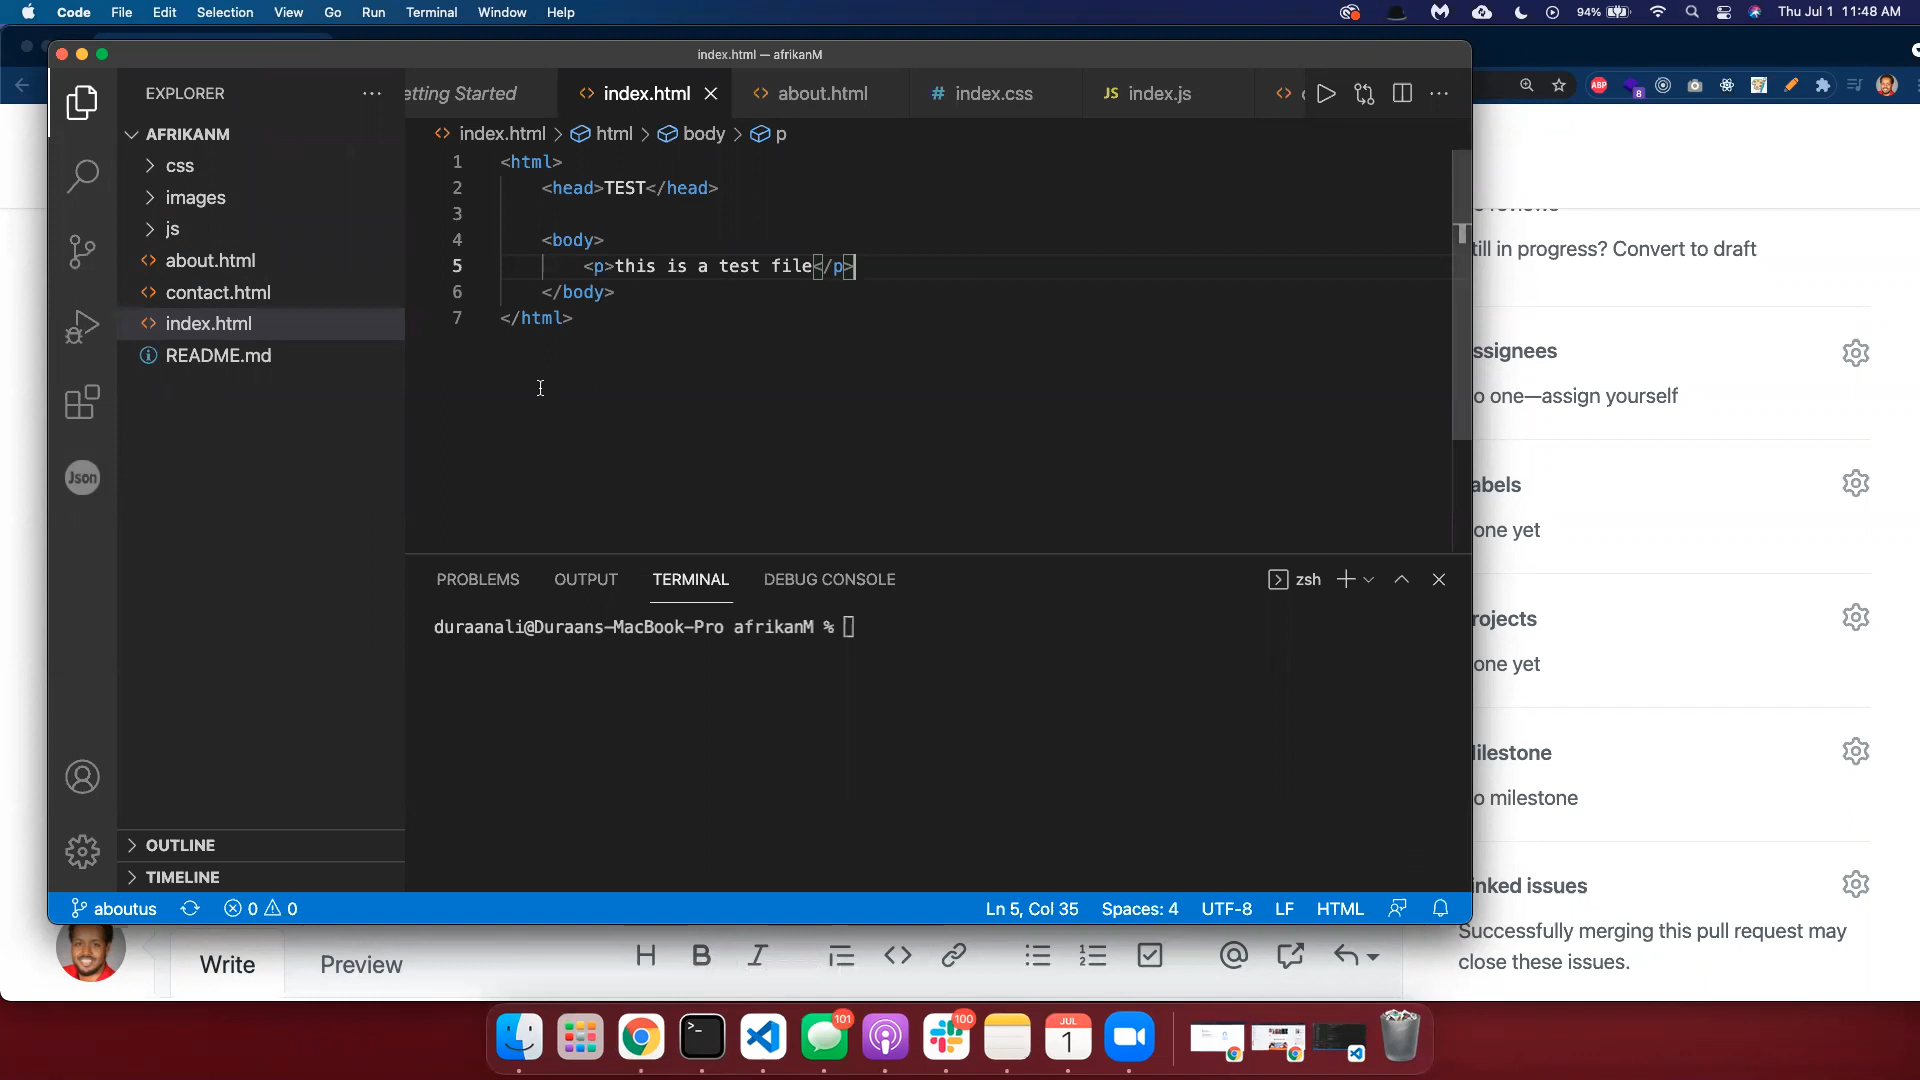 Code File Edit Selection View Go Run Terminal Window Help 94% Thu Jul 1 11:48 AM
index.html — afrikanM
EXPLORER
AFRIKANM
css
images
js
about.html
contact.html
index.html
README.md
OUTLINE
TIMELINE
Json
etting Started index.html about.html # index.css JS index.js
index.html > html > body > p
1 <html>
2 <head>TEST</head>
3
4 <body>
5 <p>this is a test file</p>
6 </body>
7 </html>
PROBLEMS OUTPUT TERMINAL DEBUG CONSOLE zsh
duraanali@Duraans-MacBook-Pro afrikanM %
aboutus 0 0 Ln 5, Col 35 Spaces: 4 UTF-8 LF HTML
ABP 8
till in progress? Convert to draft
ssignees
o one—assign yourself
abels
one yet
rojects
one yet
ilestone
o milestone
inked issues
Successfully merging this pull request may
close these issues.
Write Preview
101 100 JUL
1